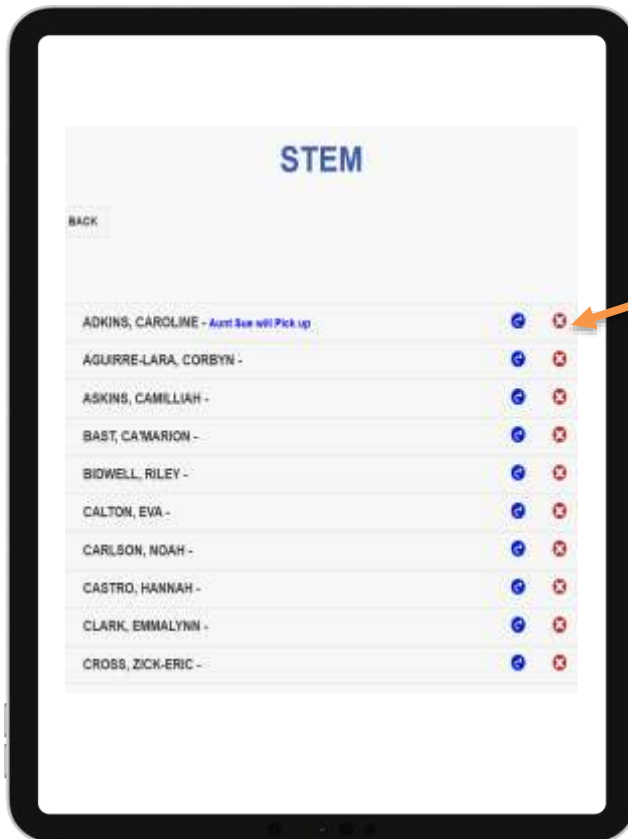 STEM
BACK
ADKINS, CAROLINE - Aunt Sue will Pick up
AGUIRRE-LARA, CORBYN -
ASKINS, CAMILLIAH -
BAST, CA'MARION -
BIDWELL, RILEY -
CALTON, EVA -
CARLSON, NOAH -
CASTRO, HANNAH -
CLARK, EMMALYNN -
CROSS, ZICK-ERIC -